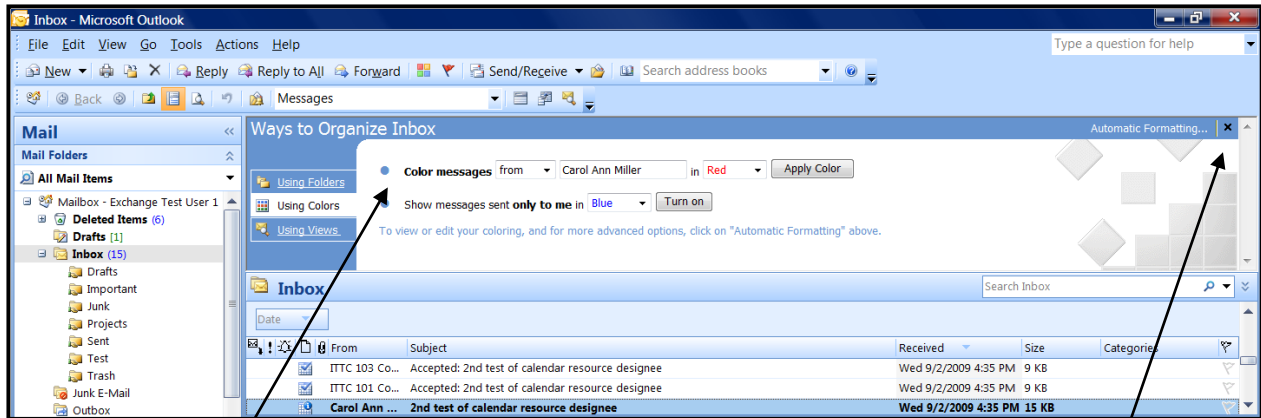 Inbox - Microsoft Outlook
File Edit View Go Tools Actions Help
Type a question for help
New Reply Reply to All Forward Send/Receive Search address books
Back Messages
Mail
Mail Folders
All Mail Items
Mailbox - Exchange Test User 1
Deleted Items (6)
Drafts [1]
Inbox (15)
Drafts
Important
Junk
Projects
Sent
Test
Trash
Junk E-Mail
Outbox
Ways to Organize Inbox
Automatic Formatting...
Using Folders
Using Colors
Using Views
Color messages from Carol Ann Miller in Red Apply Color
Show messages sent only to me in Blue Turn on
To view or edit your coloring, and for more advanced options, click on "Automatic Formatting" above.
Inbox
Search Inbox
Date
From Subject Received Size Categories
ITTC 103 Co... Accepted: 2nd test of calendar resource designee Wed 9/2/2009 4:35 PM 9 KB
ITTC 101 Co... Accepted: 2nd test of calendar resource designee Wed 9/2/2009 4:35 PM 9 KB
Carol Ann ... 2nd test of calendar resource designee Wed 9/2/2009 4:35 PM 15 KB